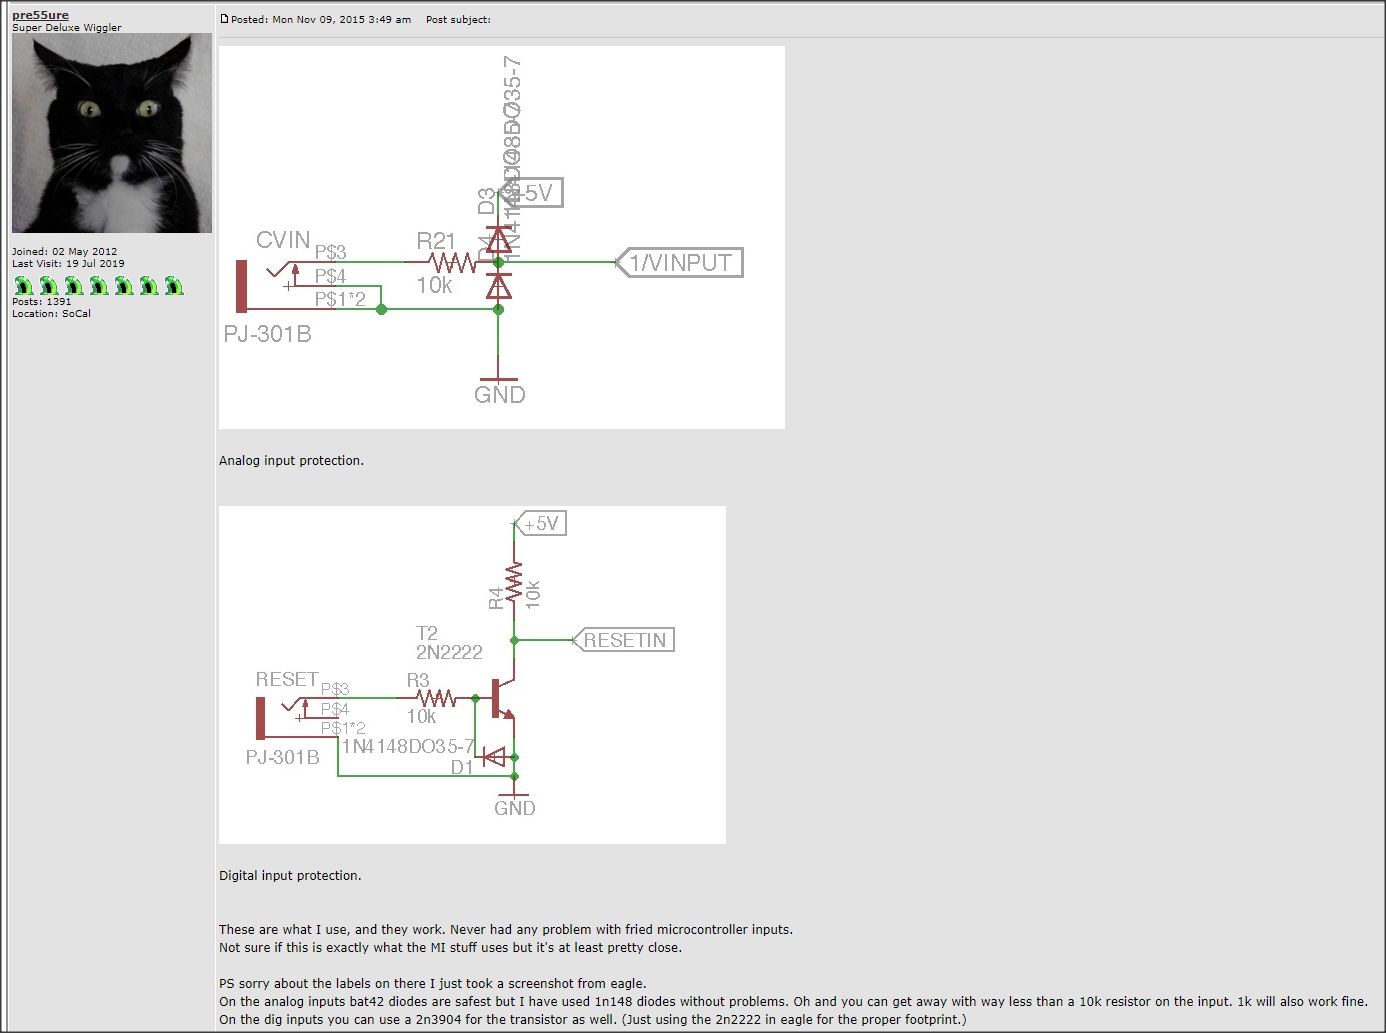 pre55ure
Super Deluxe Wiggler
Joined: 02 May 2012
Last Visit: 19 Jul 2019
Posts: 1391
Location: SoCal
Posted: Mon Nov 09, 2015 3:49 am Post subject:
+5V
D3
D4
CVIN
P$3
P$4
P$1*2
PJ-301B
R21
10k
1/VINPUT
GND
Analog input protection.
+5V
R4
10k
RESETIN
T2
2N2222
RESET
P$3
P$4
P$1*2
PJ-301B
R3
10k
1N4148DO35-7
D1
GND
Digital input protection.
These are what I use, and they work. Never had any problem with fried microcontroller inputs.
Not sure if this is exactly what the MI stuff uses but it's at least pretty close.
PS sorry about the labels on there I just took a screenshot from eagle.
On the analog inputs bat42 diodes are safest but I have used 1n148 diodes without problems. Oh and you can get away with way less than a 10k resistor on the input. 1k will also work fine.
On the dig inputs you can use a 2n3904 for the transistor as well. (Just using the 2n2222 in eagle for the proper footprint.)